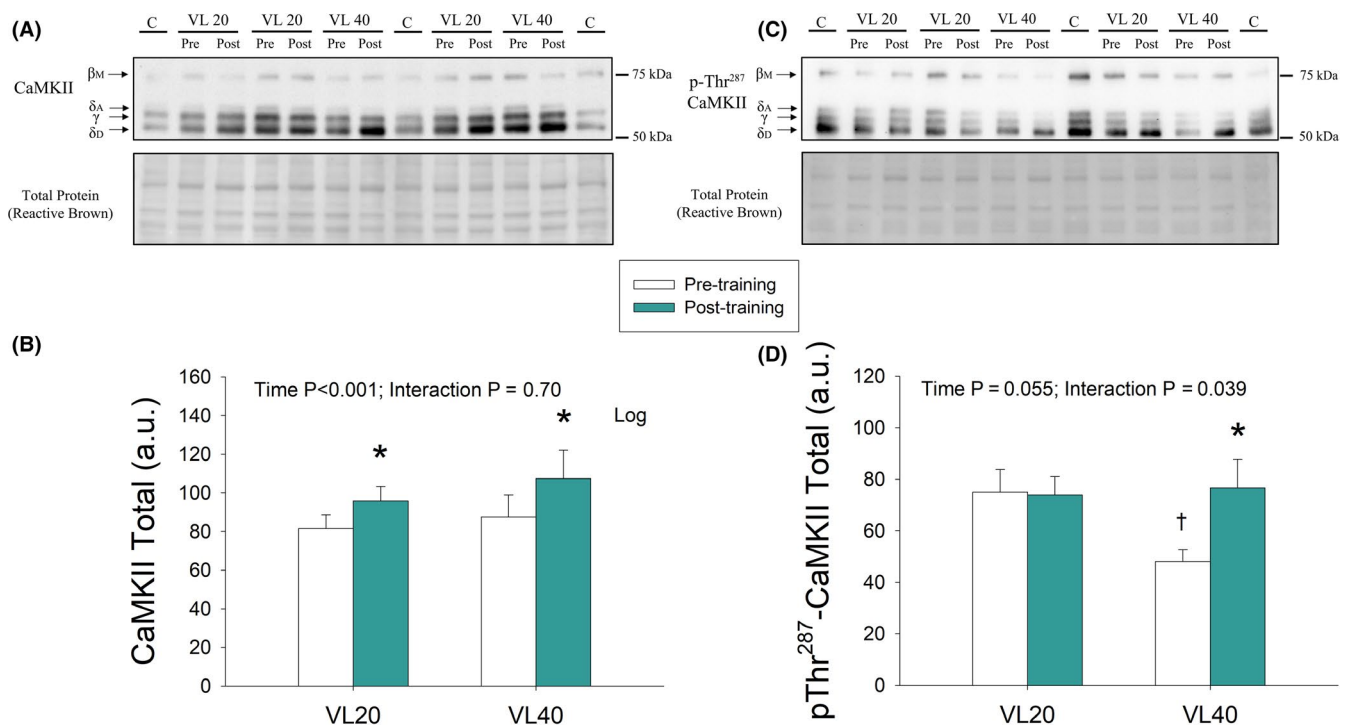 (A)
C VL 20 VL 20 VL 40 C VL 20 VL 40 C
Pre Post Pre Post Pre Post Pre Post Pre Post
CaMKII
βM
δA
γ
δD
75 kDa
50 kDa
Total Protein
(Reactive Brown)
(C)
C VL 20 VL 20 VL 40 C VL 20 VL 40 C
Pre Post Pre Post Pre Post Pre Post Pre Post
p-Thr²⁸⁷
CaMKII
βM
δA
γ
δD
75 kDa
50 kDa
Total Protein
(Reactive Brown)
Pre-training
Post-training
(B)
CaMKII Total (a.u.)
Time P<0.001; Interaction P = 0.70
Log
160
140
120
100
80
60
40
20
0
*
*
VL20 VL40
(D)
pThr²⁸⁷-CaMKII Total (a.u.)
Time P = 0.055; Interaction P = 0.039
120
100
80
60
40
20
0
†
*
VL20 VL40